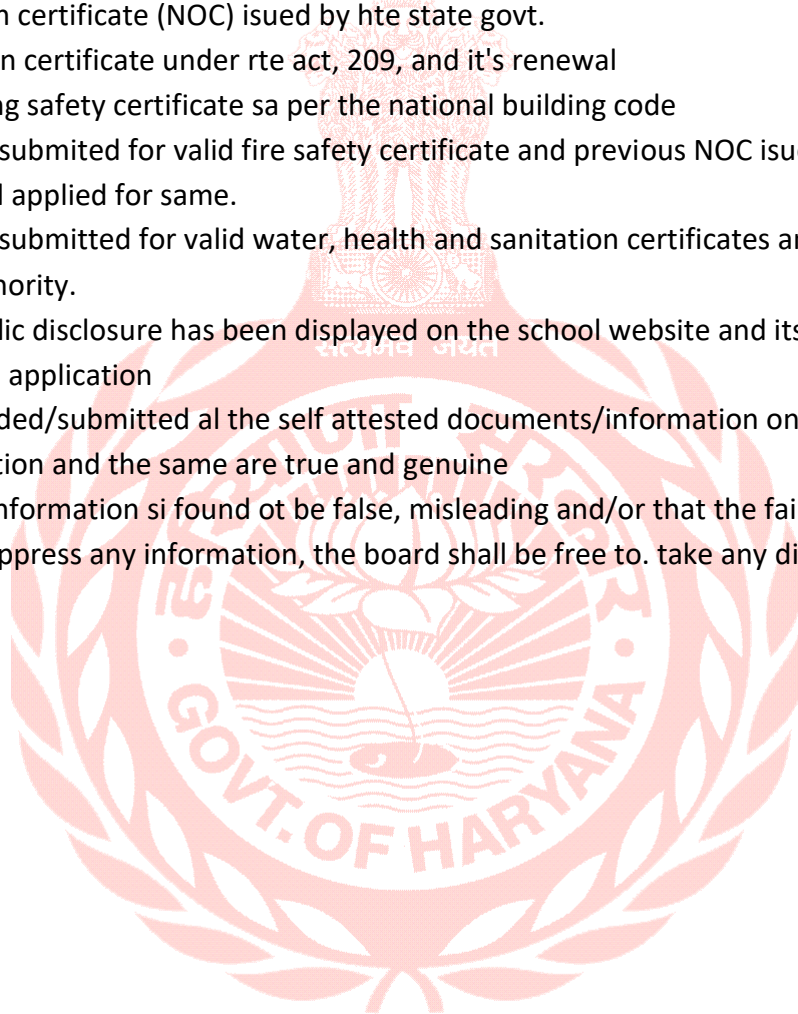 n certificate (NOC) isued by hte state govt.
n certificate under rte act, 209, and it's renewal
ng safety certificate sa per the national building code
submited for valid fire safety certificate and previous NOC isue
l applied for same.
submitted for valid water, health and sanitation certificates ar
nority.
lic disclosure has been displayed on the school website and its
सत्यमेव जयते
application
ded/submitted al the self attested documents/information on
हरियाणा सरकार
tion and the same are true and genuine
nformation si found ot be false, misleading and/or that the fai
ppress any information, the board shall be free to. take any di
GOVT. OF HARYANA